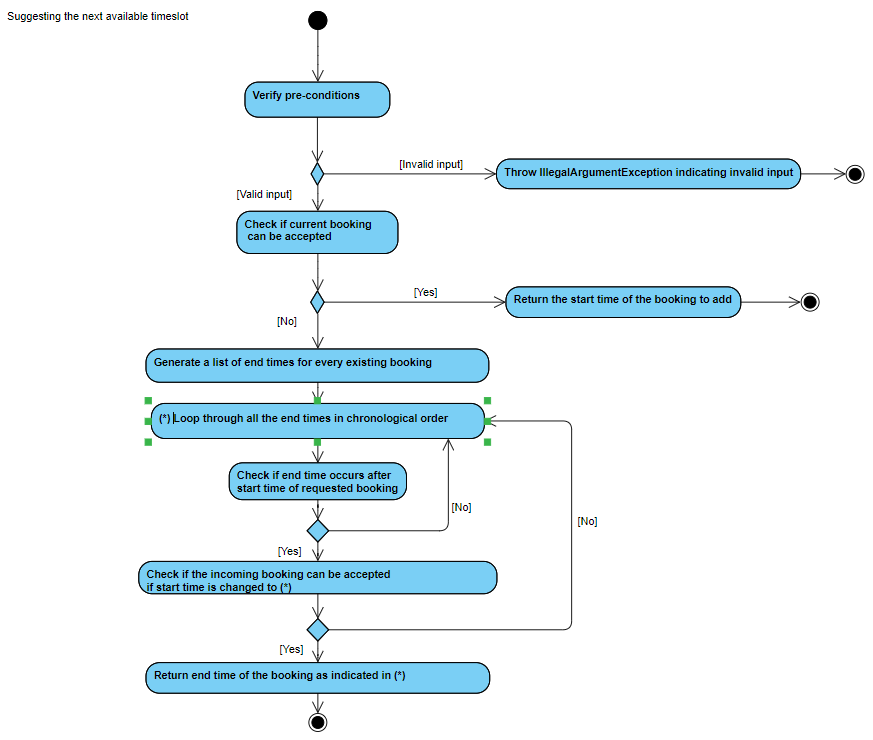 Suggesting the next available timeslot
Verify pre-conditions
[Invalid input]
Throw IllegalArgumentException indicating invalid input
[Valid input]
Check if current booking
can be accepted
[Yes]
Return the start time of the booking to add
[No]
Generate a list of end times for every existing booking
(*) Loop through all the end times in chronological order
Check if end time occurs after
start time of requested booking
[No]
[No]
[Yes]
Check if the incoming booking can be accepted
if start time is changed to (*)
[Yes]
Return end time of the booking as indicated in (*)